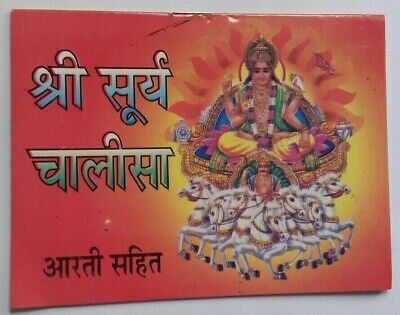 श्री सूर्य
चालीसा
आरती सहित